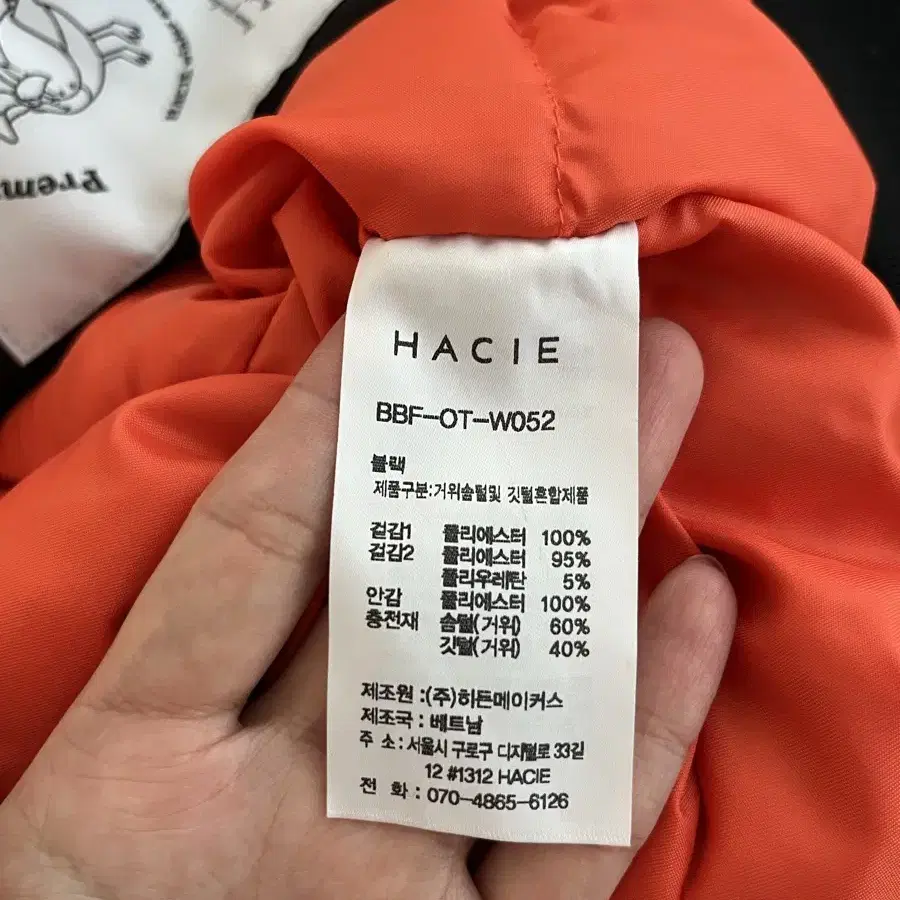 HACIE
BBF-OT-W052
블랙
제품구분:거위솜털및 깃털혼합제품
겉감1 폴리에스터 100%
겉감2 폴리에스터 95%
폴리우레탄 5%
안감 폴리에스터 100%
충전재 솜털(거위) 60%
깃털(거위) 40%
제조원 :(주)히든메이커스
제조국 : 베트남
주 소 : 서울시 구로구 디지털로 33길
12 #1312 HACIE
전 화 : 070-4865-6126